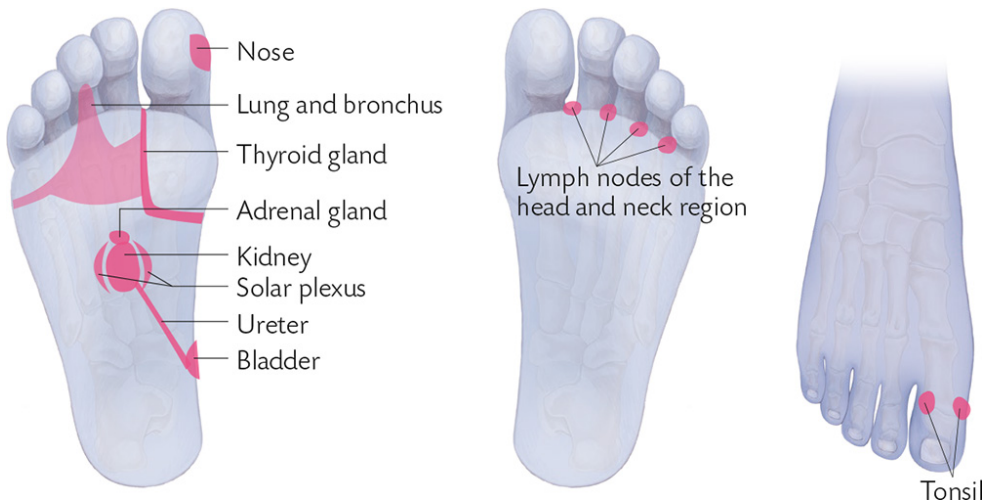 Nose
Lung and bronchus
Thyroid gland
Adrenal gland
Kidney
Solar plexus
Ureter
Bladder
Lymph nodes of the
head and neck region
Tonsil